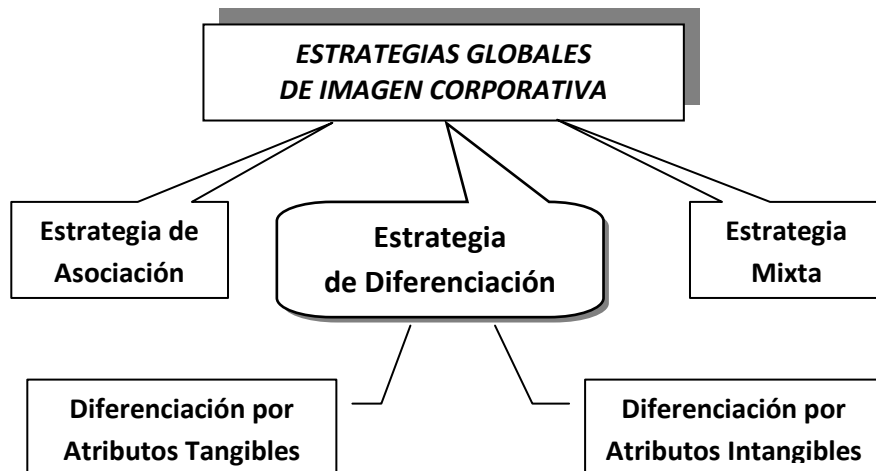 ESTRATEGIAS GLOBALES
DE IMAGEN CORPORATIVA
Estrategia de
Asociación
Estrategia
de Diferenciación
Estrategia
Mixta
Diferenciación por
Atributos Tangibles
Diferenciación por
Atributos Intangibles